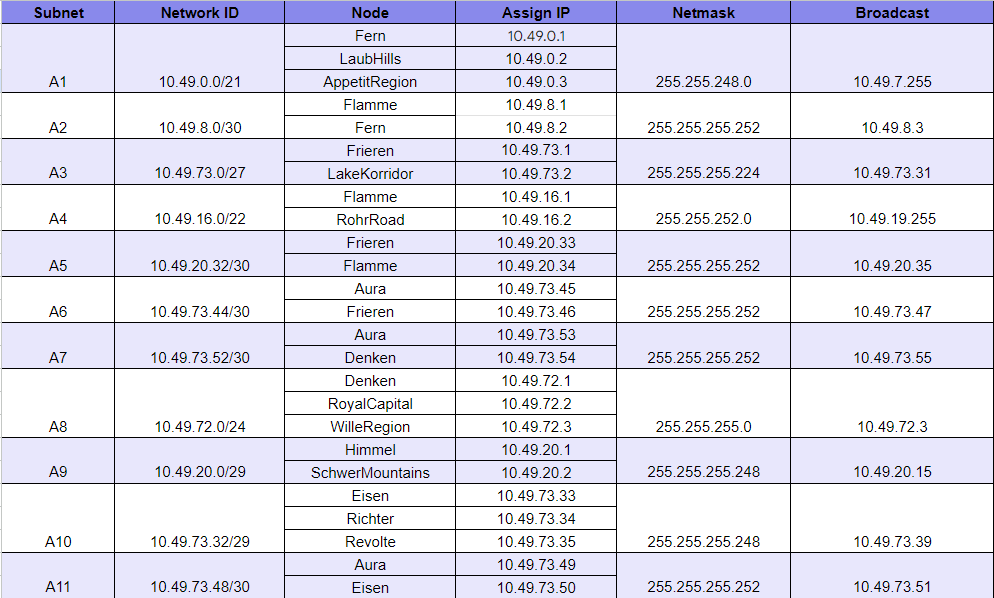 Subnet Network ID Node Assign IP Netmask Broadcast
Fern 10.49.0.1
LaubHills 10.49.0.2
A1 10.49.0.0/21 AppetitRegion 10.49.0.3 255.255.248.0 10.49.7.255
Flamme 10.49.8.1
A2 10.49.8.0/30 Fern 10.49.8.2 255.255.255.252 10.49.8.3
Frieren 10.49.73.1
A3 10.49.73.0/27 LakeKorridor 10.49.73.2 255.255.255.224 10.49.73.31
Flamme 10.49.16.1
A4 10.49.16.0/22 RohrRoad 10.49.16.2 255.255.252.0 10.49.19.255
Frieren 10.49.20.33
A5 10.49.20.32/30 Flamme 10.49.20.34 255.255.255.252 10.49.20.35
Aura 10.49.73.45
A6 10.49.73.44/30 Frieren 10.49.73.46 255.255.255.252 10.49.73.47
Aura 10.49.73.53
A7 10.49.73.52/30 Denken 10.49.73.54 255.255.255.252 10.49.73.55
Denken 10.49.72.1
RoyalCapital 10.49.72.2
A8 10.49.72.0/24 WilleRegion 10.49.72.3 255.255.255.0 10.49.72.3
Himmel 10.49.20.1
A9 10.49.20.0/29 SchwerMountains 10.49.20.2 255.255.255.248 10.49.20.15
Eisen 10.49.73.33
Richter 10.49.73.34
A10 10.49.73.32/29 Revolte 10.49.73.35 255.255.255.248 10.49.73.39
Aura 10.49.73.49
A11 10.49.73.48/30 Eisen 10.49.73.50 255.255.255.252 10.49.73.51